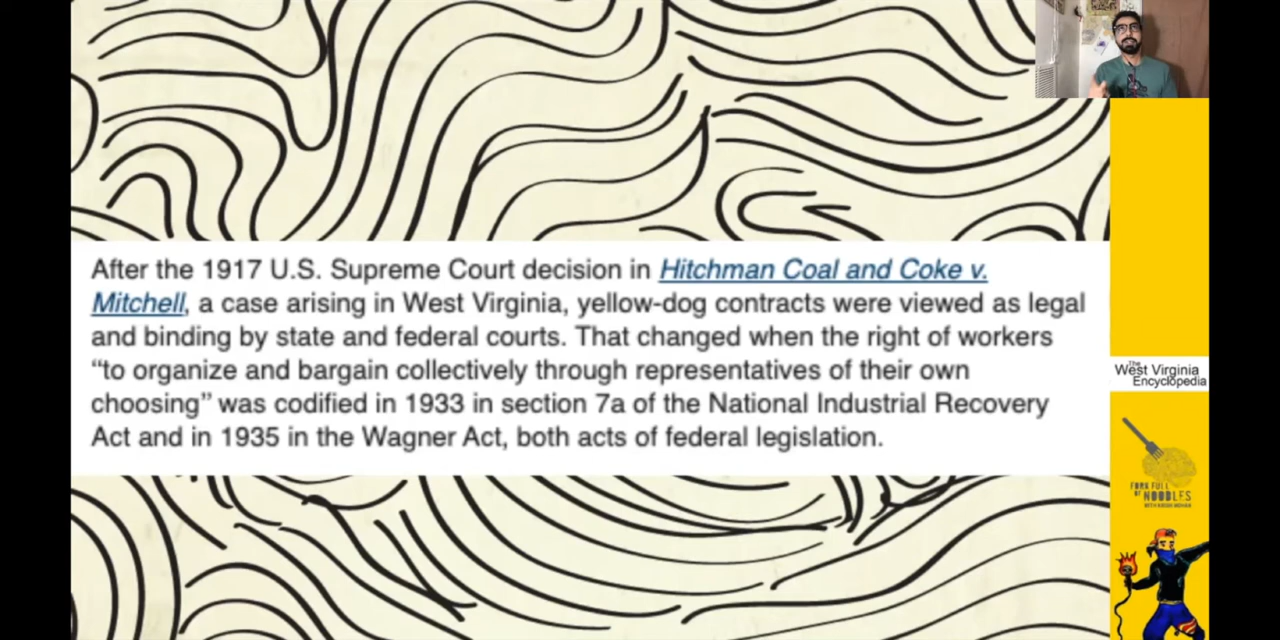 After the 1917 U.S. Supreme Court decision in Hitchman Coal and Coke v.
Mitchell, a case arising in West Virginia, yellow-dog contracts were viewed as legal
and binding by state and federal courts. That changed when the right of workers
“to organize and bargain collectively through representatives of their own
choosing” was codified in 1933 in section 7a of the National Industrial Recovery
Act and in 1935 in the Wagner Act, both acts of federal legislation.
The
West Virginia
Encyclopedia
FORK FULL
OF NOODLES